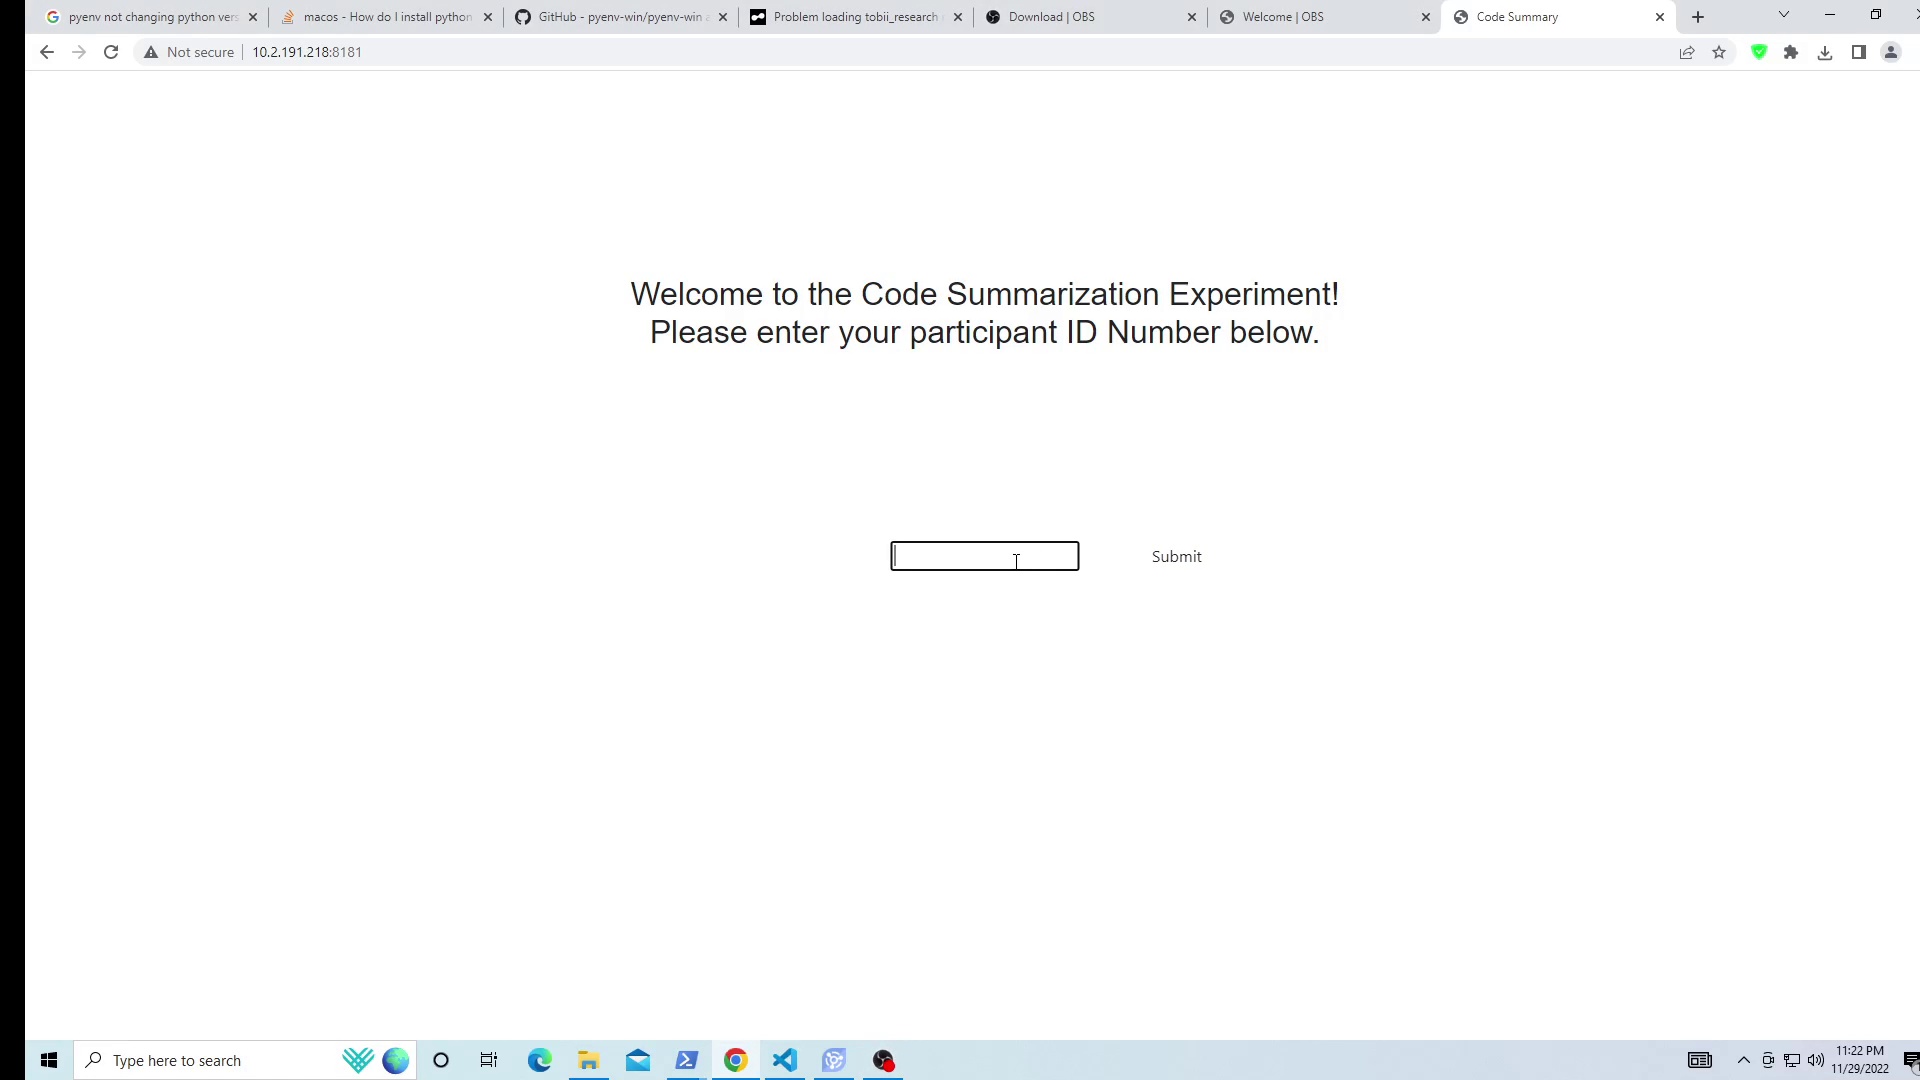 pyenv not changing python vers
macos - How do I install python
GitHub - pyenv-win/pyenv-win
Problem loading tobii_research
Download | OBS
Welcome | OBS
Code Summary
Not secure
10.2.191.218:8181
Welcome to the Code Summarization Experiment!
Please enter your participant ID Number below.
Submit
Type here to search
11:22 PM
11/29/2022